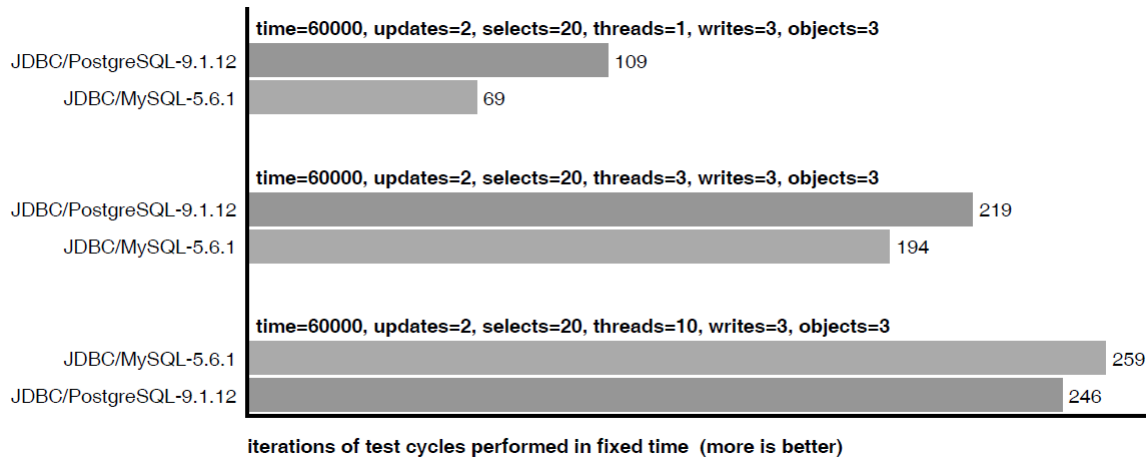 time=60000, updates=2, selects=20, threads=1, writes=3, objects=3
JDBC/PostgreSQL-9.1.12 109
JDBC/MySQL-5.6.1 69
time=60000, updates=2, selects=20, threads=3, writes=3, objects=3
JDBC/PostgreSQL-9.1.12 219
JDBC/MySQL-5.6.1 194
time=60000, updates=2, selects=20, threads=10, writes=3, objects=3
JDBC/MySQL-5.6.1 259
JDBC/PostgreSQL-9.1.12 246
iterations of test cycles performed in fixed time (more is better)